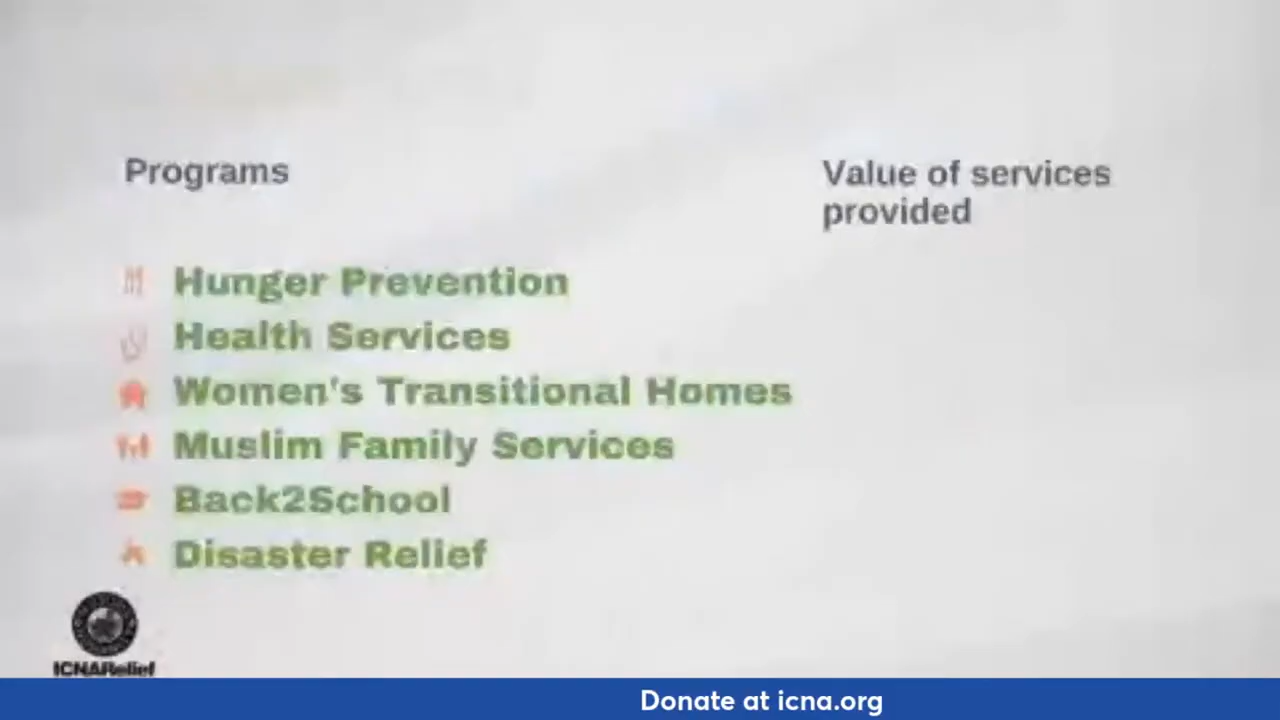 Programs
Value of services
provided
Hunger Prevention
Health Services
Women's Transitional Homes
Muslim Family Services
Back2School
Disaster Relief
ICNARelief
Donate at icna.org